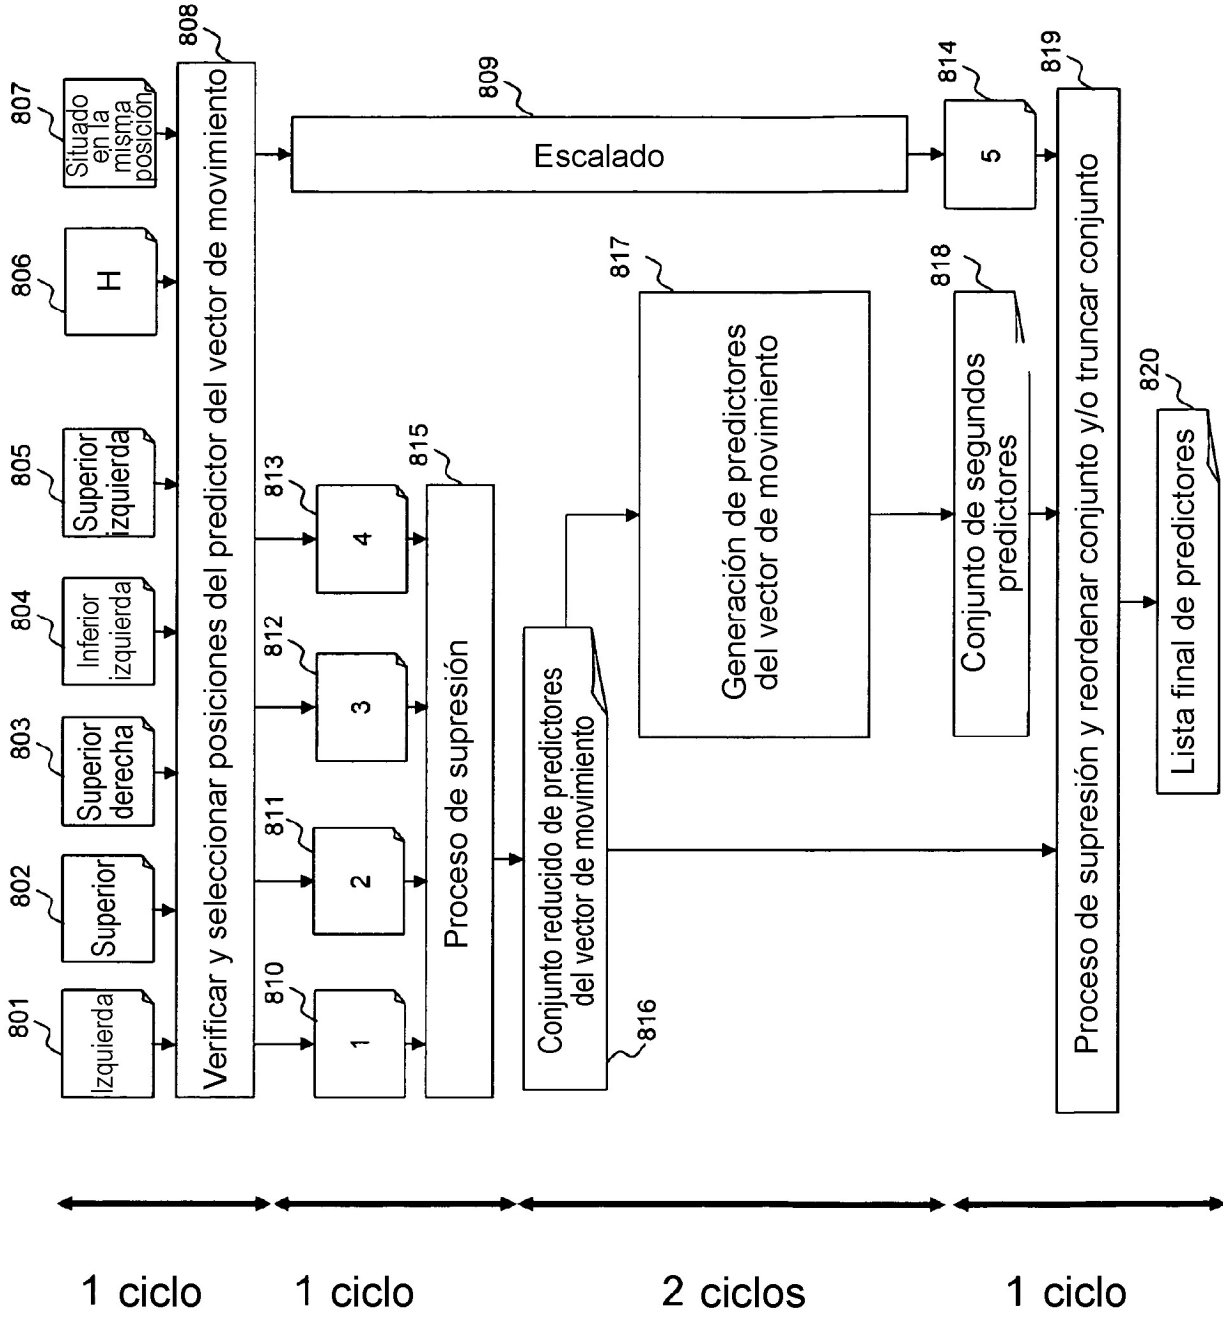 801
802
803
804
805
806
807
Izquierda
Superior
Superior
derecha
Inferior
izquierda
Superior
izquierda
H
Situado
en la
misma
posición
808
Verificar y seleccionar posiciones del predictor del vector de movimiento
809
Escalado
810
811
812
813
1
2
3
4
815
Proceso de supresión
816
Conjunto reducido de predictores
del vector de movimiento
817
Generación de predictores
del vector de movimiento
818
Conjunto de segundos
predictores
814
5
819
Proceso de supresión y reordenar conjunto y/o truncar conjunto
820
Lista final de predictores
1 ciclo
1 ciclo
2 ciclos
1 ciclo